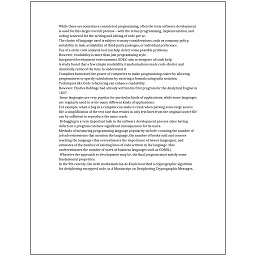 While these are sometimes considered programming, often the term software development
is used for this larger overall process – with the terms programming, implementation, and
coding reserved for the writing and editing of code per se.
The choice of language used is subject to many considerations, such as company policy,
suitability to task, availability of third-party packages, or individual preference.
Use of a static code analysis tool can help detect some possible problems.
However, readability is more than just programming style.
Integrated development environments (IDEs) aim to integrate all such help.
A study found that a few simple readability transformations made code shorter and
drastically reduced the time to understand it.
Compilers harnessed the power of computers to make programming easier by allowing
programmers to specify calculations by entering a formula using infix notation.
Techniques like Code refactoring can enhance readability.
However, Charles Babbage had already written his first program for the Analytical Engine in
1837.
Some languages are very popular for particular kinds of applications, while some languages
are regularly used to write many different kinds of applications.
For example, when a bug in a compiler can make it crash when parsing some large source
file, a simplification of the test case that results in only few lines from the original source file
can be sufficient to reproduce the same crash.
Debugging is a very important task in the software development process since having
defects in a program can have significant consequences for its users.
Methods of measuring programming language popularity include: counting the number of
job advertisements that mention the language, the number of books sold and courses
teaching the language (this overestimates the importance of newer languages), and
estimates of the number of existing lines of code written in the language (this
underestimates the number of users of business languages such as COBOL).
Whatever the approach to development may be, the final program must satisfy some
fundamental properties.
In the 9th century, the Arab mathematician Al-Kindi described a cryptographic algorithm
for deciphering encrypted code, in A Manuscript on Deciphering Cryptographic Messages.